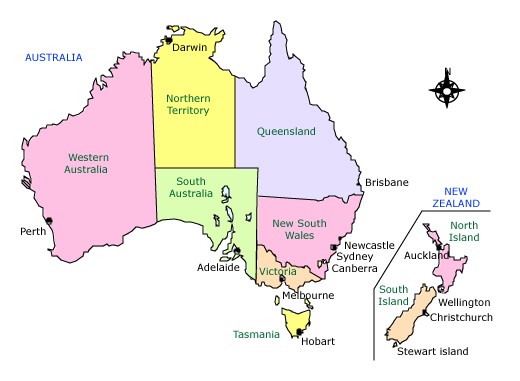 N
Darwin
AUSTRALIA
Northern
Territory
Queensland
Western
Australia
South
Australia
Brisbane
NEW
ZEALAND
New South
Wales
North
Island
Perth
Newcastle
Sydney
Canberra
Auckland
Adelaide
Victoria
Melbourne
South
Island
Wellington
Christchurch
Tasmania
Hobart
Stewart island